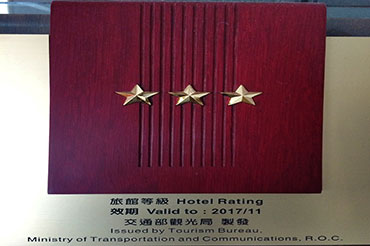 旅館等級 Hotel Rating
效期 Valid to : 2017/11
交通部觀光局 製發
Issued by Tourism Bureau,
Ministry of Transportation and Communications, R.O.C.